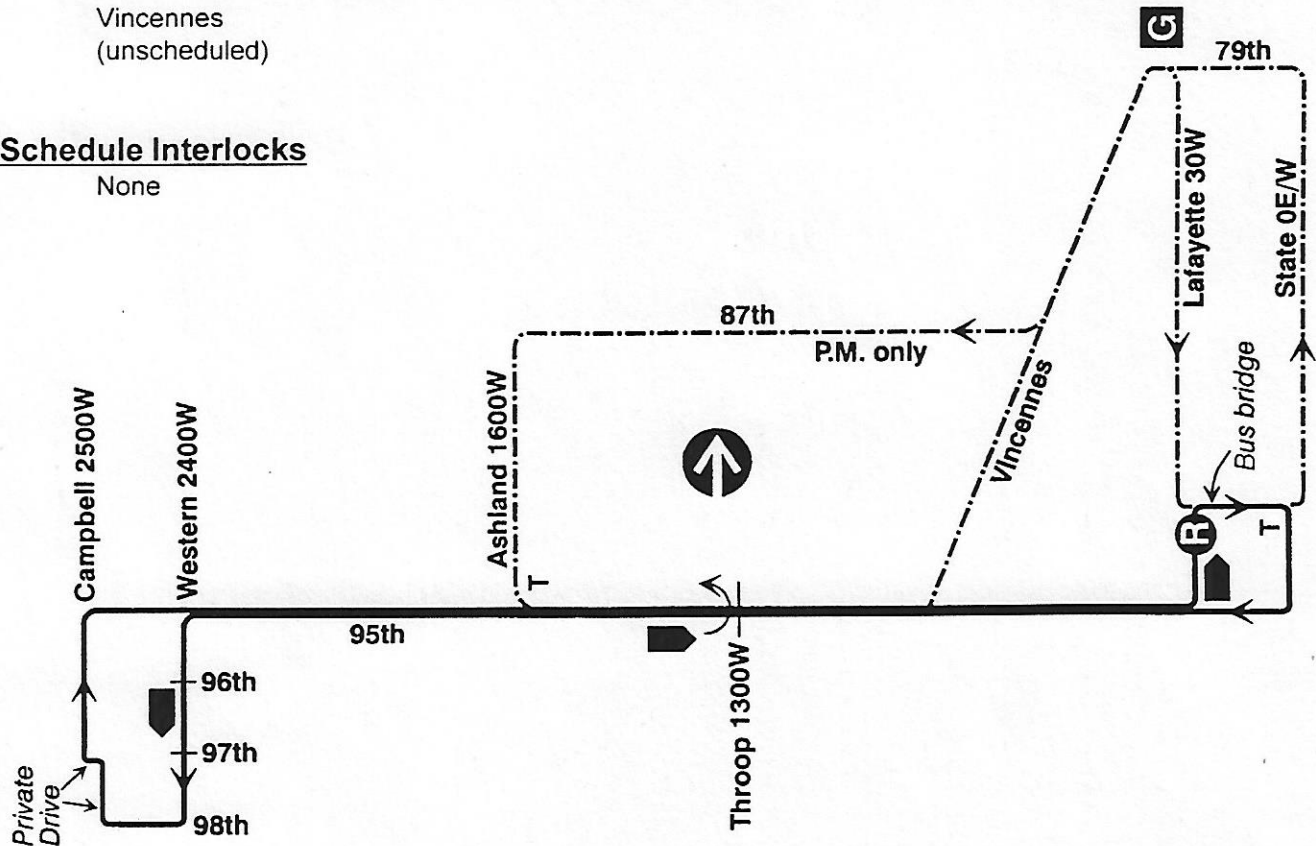 Vincennes
(unscheduled)
Schedule Interlocks
None
G
79th
Lafayette 30W
State 0E/W
87th
P.M. only
Vincennes
Bus bridge
Ashland 1600W
Campbell 2500W
Western 2400W
T
R
T
95th
96th
97th
98th
Throop 1300W
Private
Drive